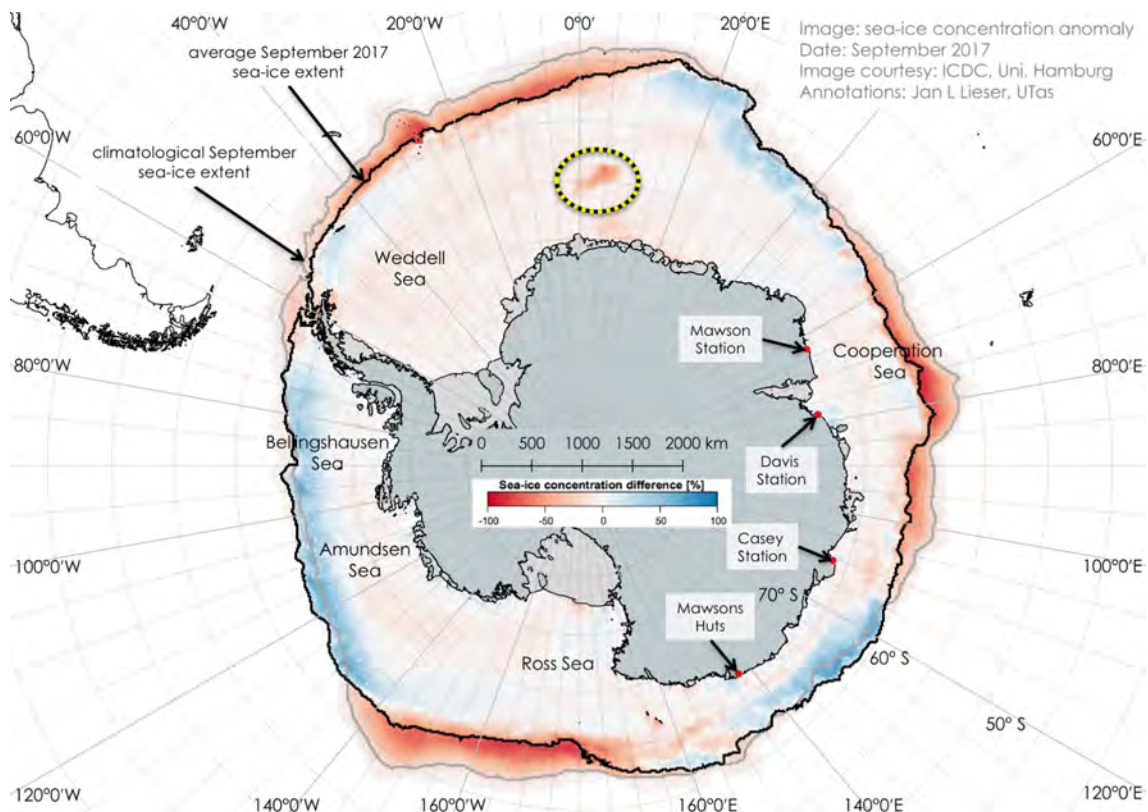 40°0'W
20°0'W
0°0'
20°0'E
Image: sea-ice concentration anomaly
Date: September 2017
Image courtesy: ICDC, Uni, Hamburg
Annotations: Jan L Lieser, UTas
average September 2017
sea-ice extent
60°0'W
60°0'E
climatological September
sea-ice extent
Weddell
Sea
Mawson
Station
Cooperation
Sea
80°0'W
80°0'E
Bellingshausen
Sea
0 500 1000 1500 2000 km
Davis
Station
Sea-ice concentration difference [%]
-100 -50 0 50 100
Amundsen
Sea
Casey
Station
100°0'W
100°0'E
70° S
Mawsons
Huts
Ross Sea
60° S
50° S
120°0'W
140°0'W
160°0'W
160°0'E
140°0'E
120°0'E